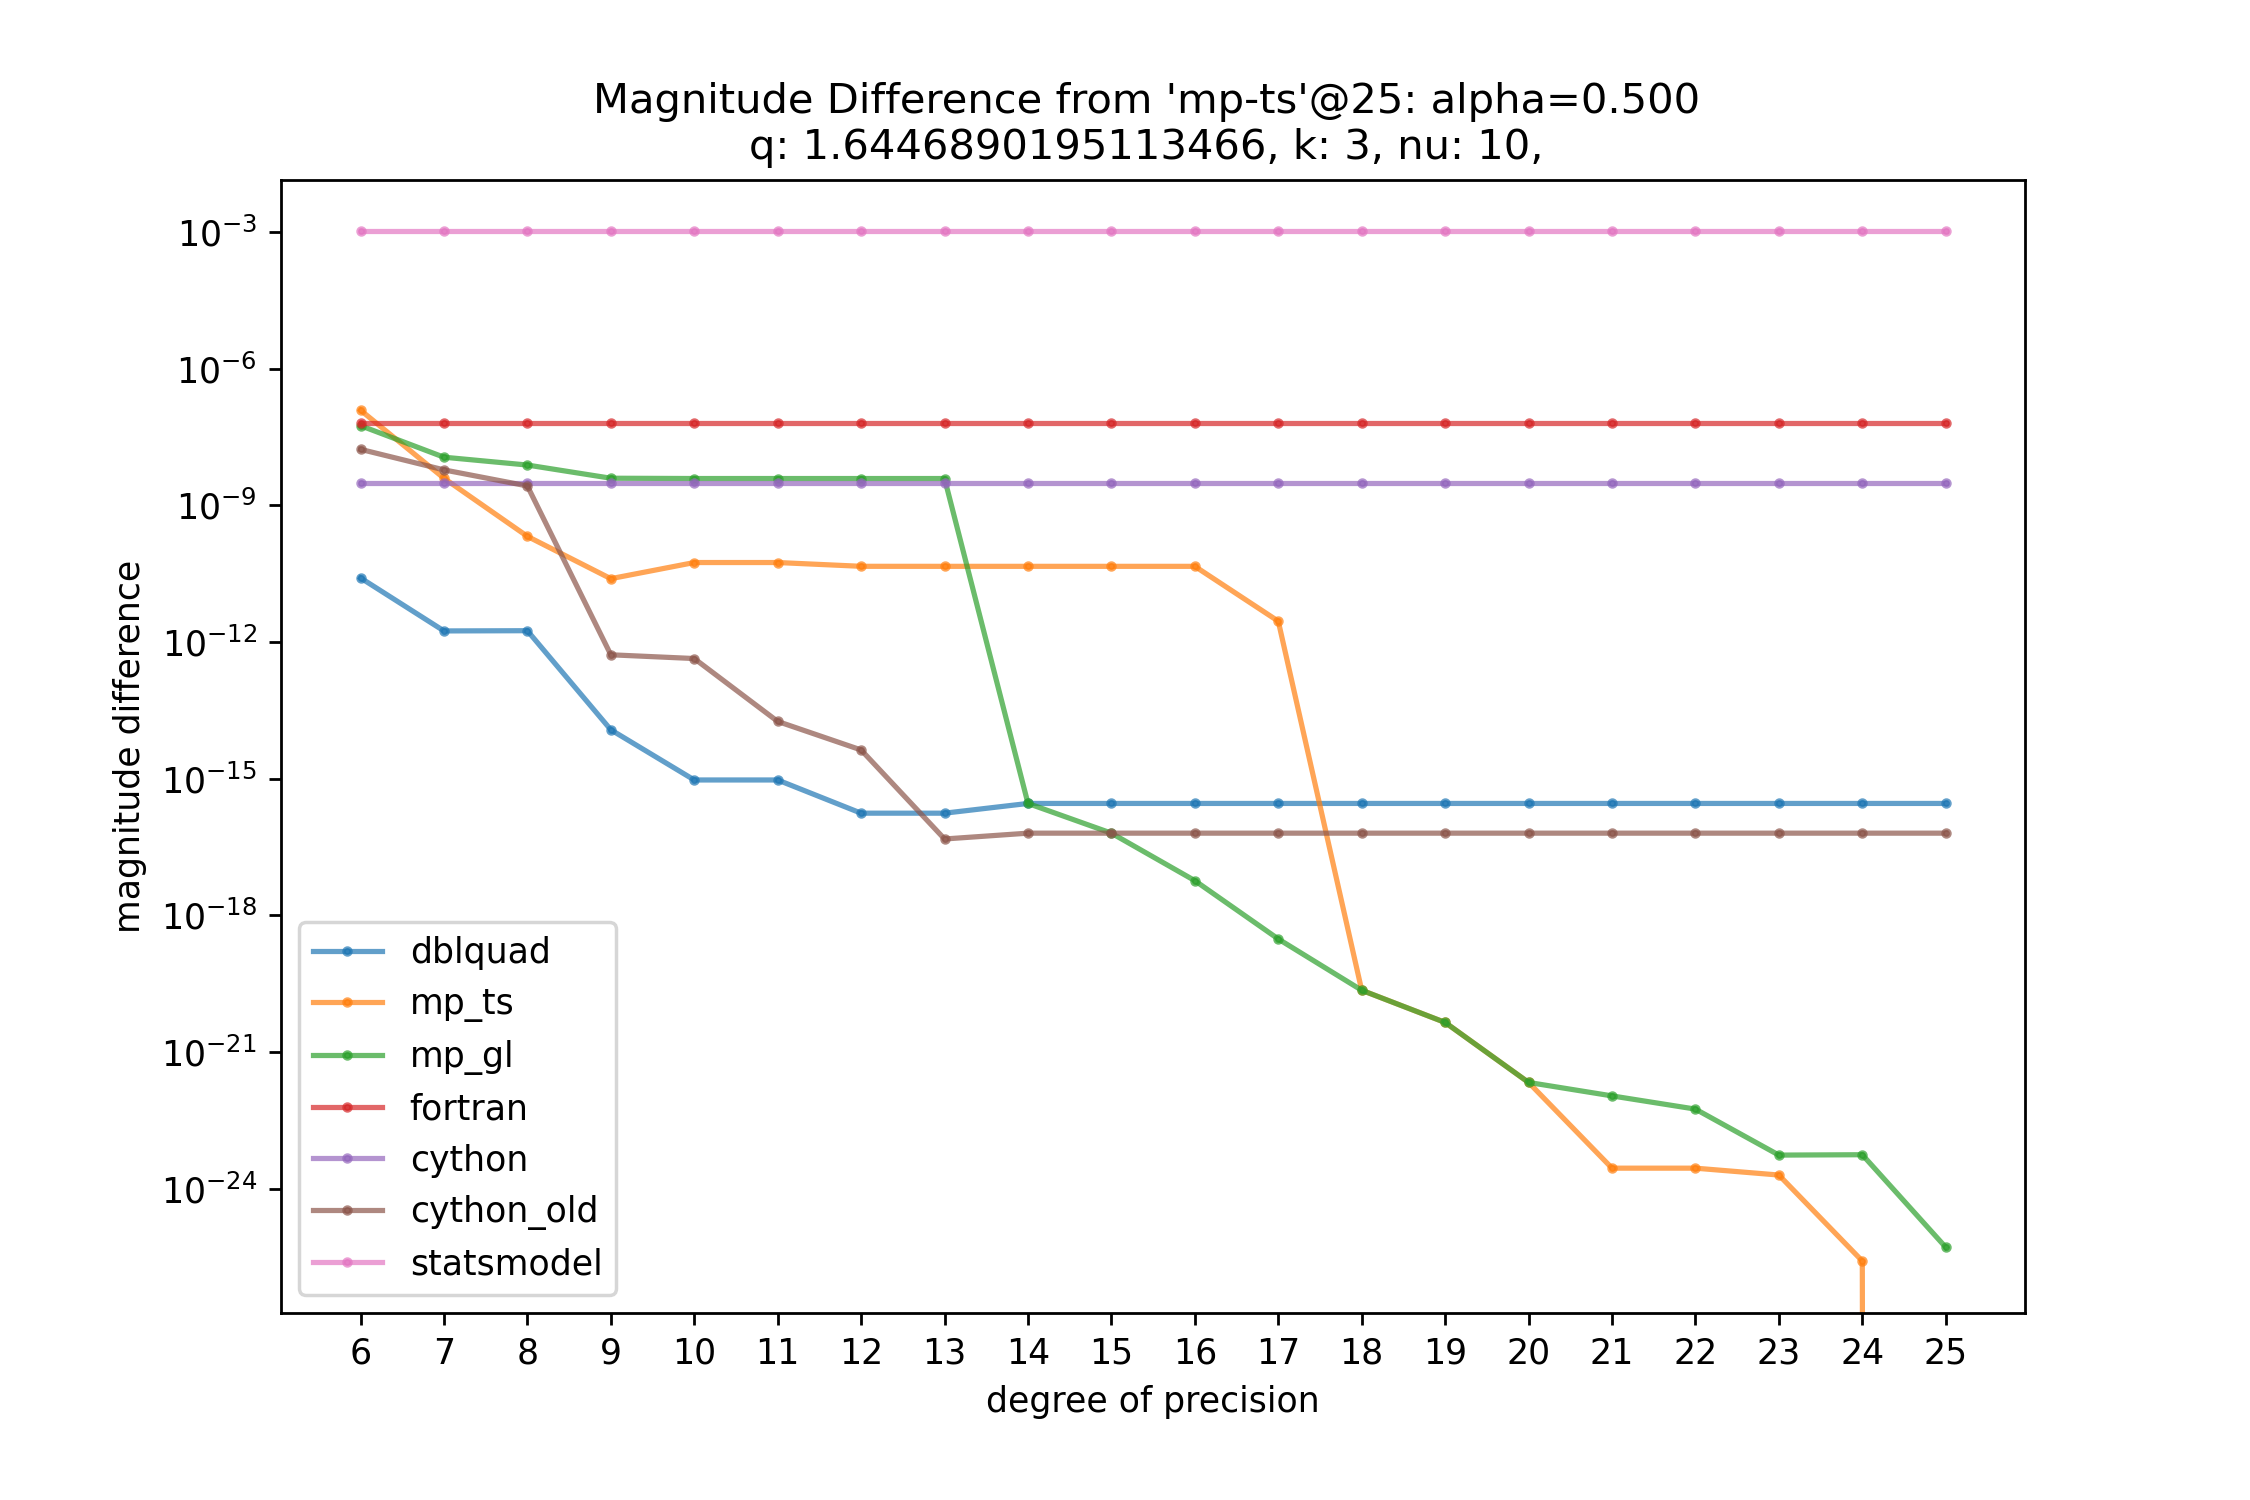 Magnitude Difference from 'mp-ts'@25: alpha=0.500
q: 1.6446890195113466, k: 3, nu: 10,
magnitude difference
10−3
10−6
10−9
10−12
10−15
10−18
10−21
10−24
dblquad
mp_ts
mp_gl
fortran
cython
cython_old
statsmodel
6 7 8 9 10 11 12 13 14 15 16 17 18 19 20 21 22 23 24 25
degree of precision